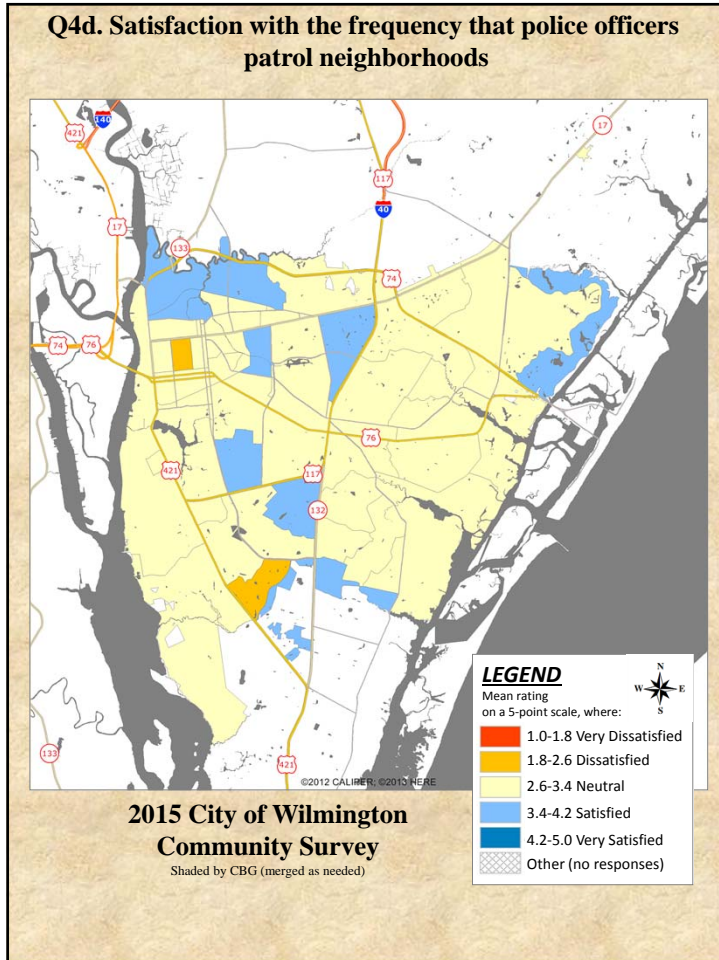 Q4d. Satisfaction with the frequency that police officers
patrol neighborhoods
140
421
17
117
40
17
133
74
74
76
76
421
117
132
133
421
©2012 CALIPER; ©2013 HERE
LEGEND
Mean rating
on a 5-point scale, where:
N
W E
S
1.0-1.8 Very Dissatisfied
1.8-2.6 Dissatisfied
2.6-3.4 Neutral
3.4-4.2 Satisfied
4.2-5.0 Very Satisfied
Other (no responses)
2015 City of Wilmington
Community Survey
Shaded by CBG (merged as needed)